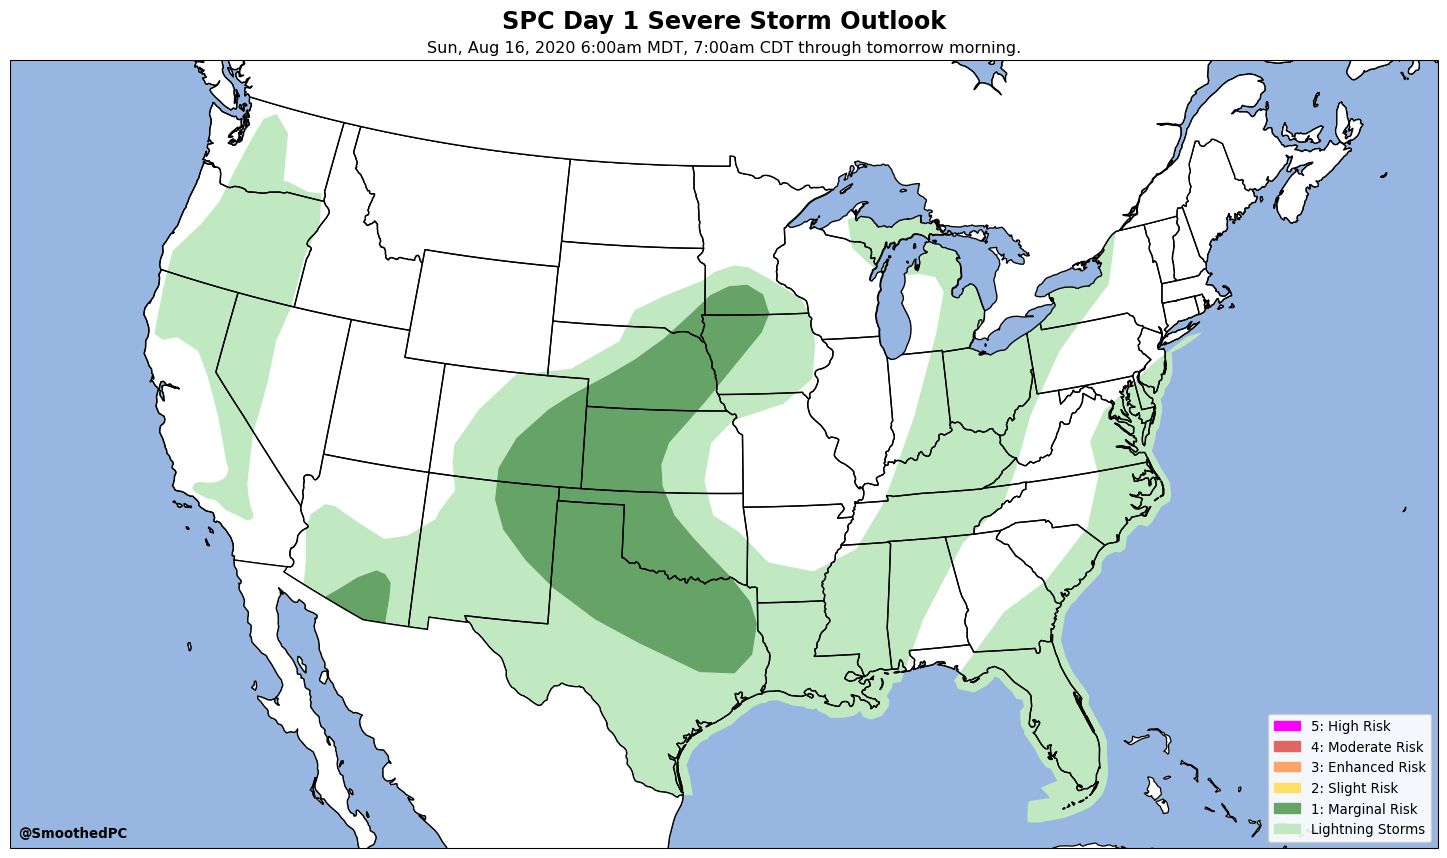 SPC Day 1 Severe Storm Outlook
Sun, Aug 16, 2020 6:00am MDT, 7:00am CDT through tomorrow morning.
5: High Risk
4: Moderate Risk
3: Enhanced Risk
2: Slight Risk
1: Marginal Risk
Lightning Storms
@SmoothedPC